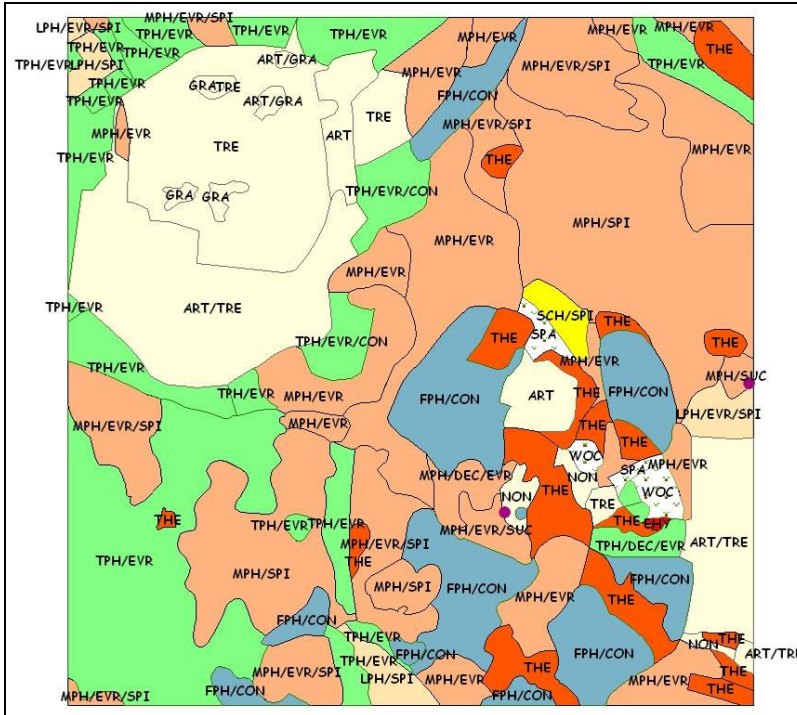 MPH/EVR/SPI
LPH/EVR/SPI
TPH/EVR
TPH/EVR
TPH/EVR
MPH/EVR
MPH/EVR
MPH/EVR
TPH/EVR
TPH/EVR
THE
ART/GRA
TPH/EVR
LPH/SPI
MPH/EVR
MPH/EVR/SPI
TPH/EVR
TPH/EVR
GRA
TRE
FPH/CON
TPH/EVR
ART/GRA
TRE
MPH/EVR/SPI
MPH/EVR
ART
TRE
MPH/EVR
TPH/EVR
THE
TPH/EVR/CON
GRA
GRA
MPH/SPI
MPH/EVR
MPH/EVR
TPH/EVR
ART/TRE
SCH/SPI
THE
SPA
THE
TPH/EVR/CON
THE
TPH/EVR
MPH/EVR
MPH/SUC
TPH/EVR
MPH/EVR
FPH/CON
ART
THE
FPH/CON
LPH/EVR/SPI
MPH/EVR
THE
MPH/EVR/SPI
THE
WOC
MPH/EVR
SPA
MPH/DEC/EVR
NON
THE
NON
WOC
TRE
THE
TPH/EVR
TPH/EVR
MPH/EVR/SUC
THE
EHY
MPH/EVR/SPI
ART/TRE
TPH/DEC/EVR
TPH/EVR
THE
MPH/SPI
MPH/SPI
FPH/CON
FPH/CON
MPH/EVR
THE
FPH/CON
TPH/EVR
THE
NON
ART/TRE
FPH/CON
MPH/EVR/SPI
TPH/EVR
THE
FPH/CON
THE
LPH/SPI
MPH/EVR
MPH/EVR
THE
FPH/CON
MPH/EVR/SPI
FPH/CON